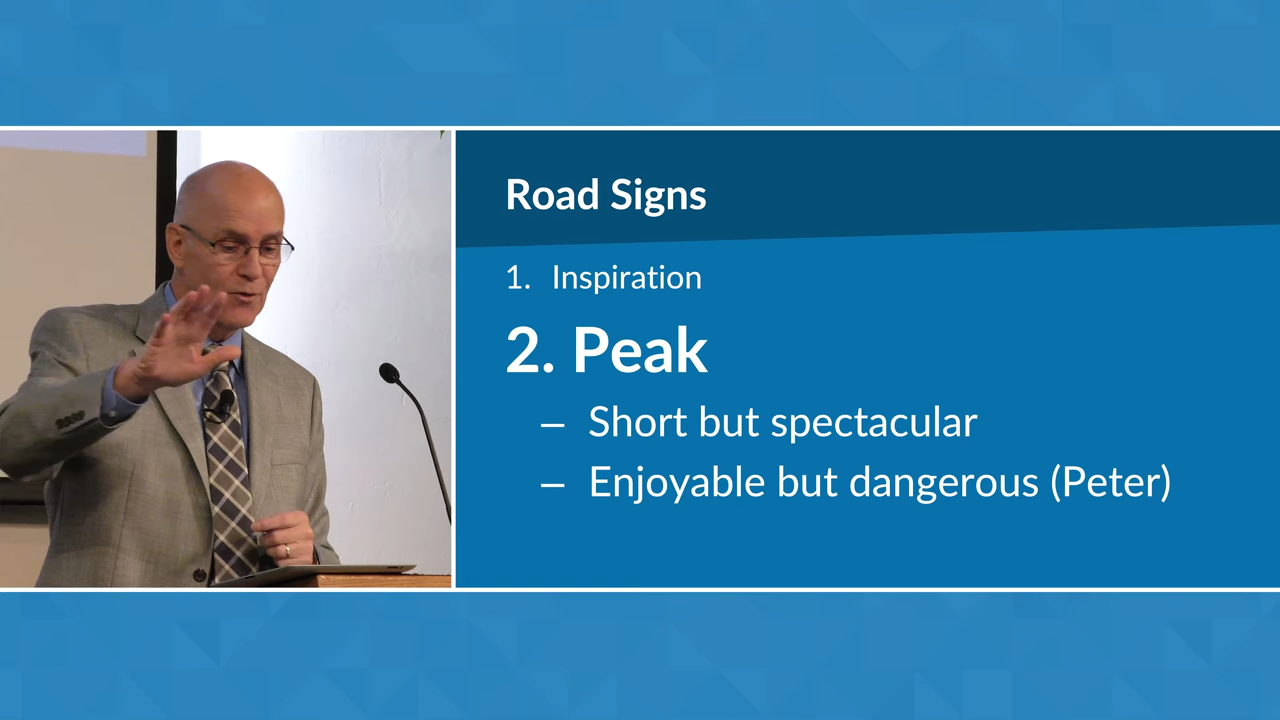 Road Signs
1. Inspiration
2. Peak
– Short but spectacular
– Enjoyable but dangerous (Peter)